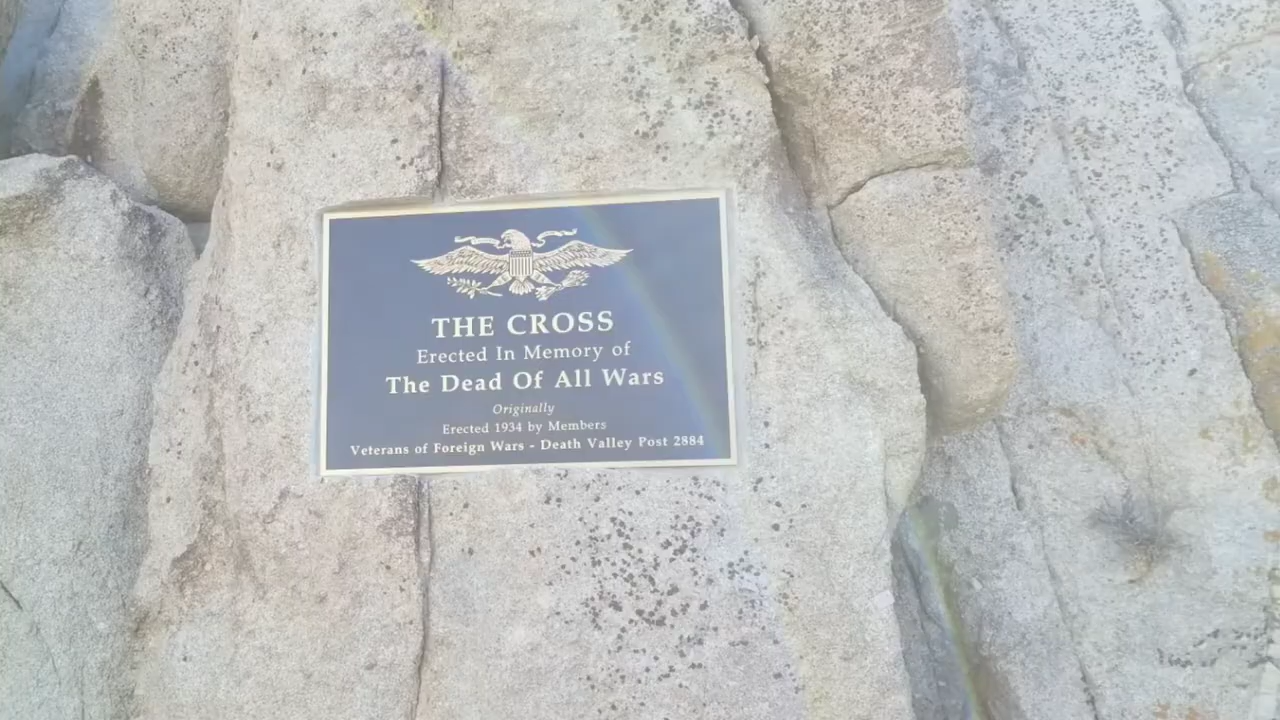 THE CROSS
Erected In Memory of
The Dead Of All Wars
Originally
Erected 1934 by Members
Veterans of Foreign Wars - Death Valley Post 2884